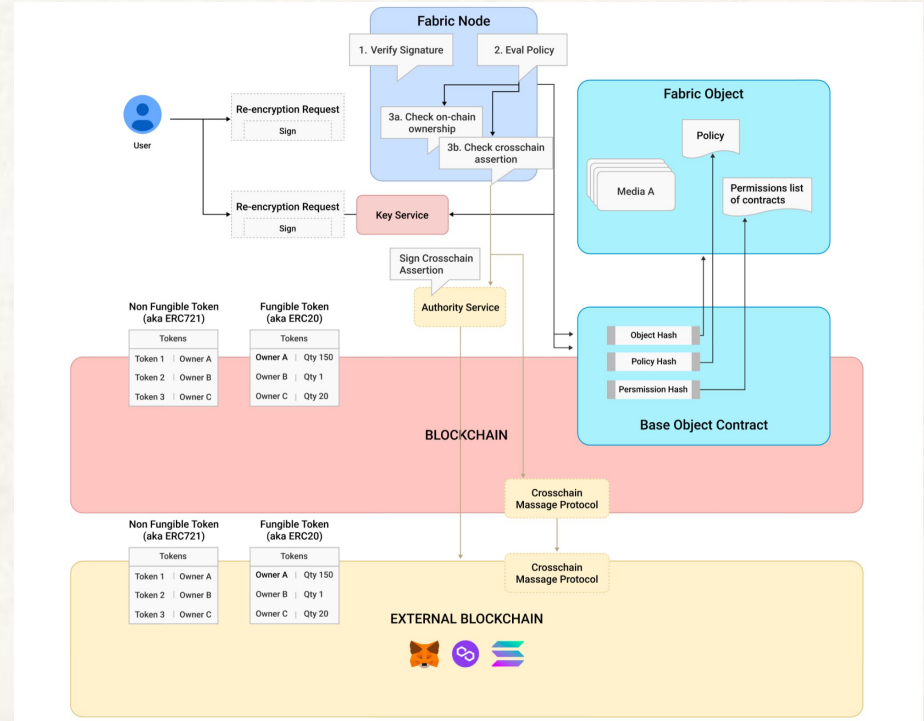 Fabric Node
1. Verify Signature
2. Eval Policy
3a. Check on-chain
ownership
3b. Check crosschain
assertion
User
Re-encryption Request
Sign
Re-encryption Request
Sign
Key Service
Fabric Object
Policy
Media A
Permissions list
of contracts
Sign Crosschain
Assertion
Authority Service
Non Fungible Token
(aka ERC721)
Tokens
Token 1 | Owner A
Token 2 | Owner B
Token 3 | Owner C
Fungible Token
(aka ERC20)
Tokens
Owner A | Qty 150
Owner B | Qty 1
Owner C | Qty 20
Object Hash
Policy Hash
Persmission Hash
Base Object Contract
BLOCKCHAIN
Crosschain
Massage Protocol
Non Fungible Token
(aka ERC721)
Tokens
Token 1 | Owner A
Token 2 | Owner B
Token 3 | Owner C
Fungible Token
(aka ERC20)
Tokens
Owner A | Qty 150
Owner B | Qty 1
Owner C | Qty 20
Crosschain
Massage Protocol
EXTERNAL BLOCKCHAIN